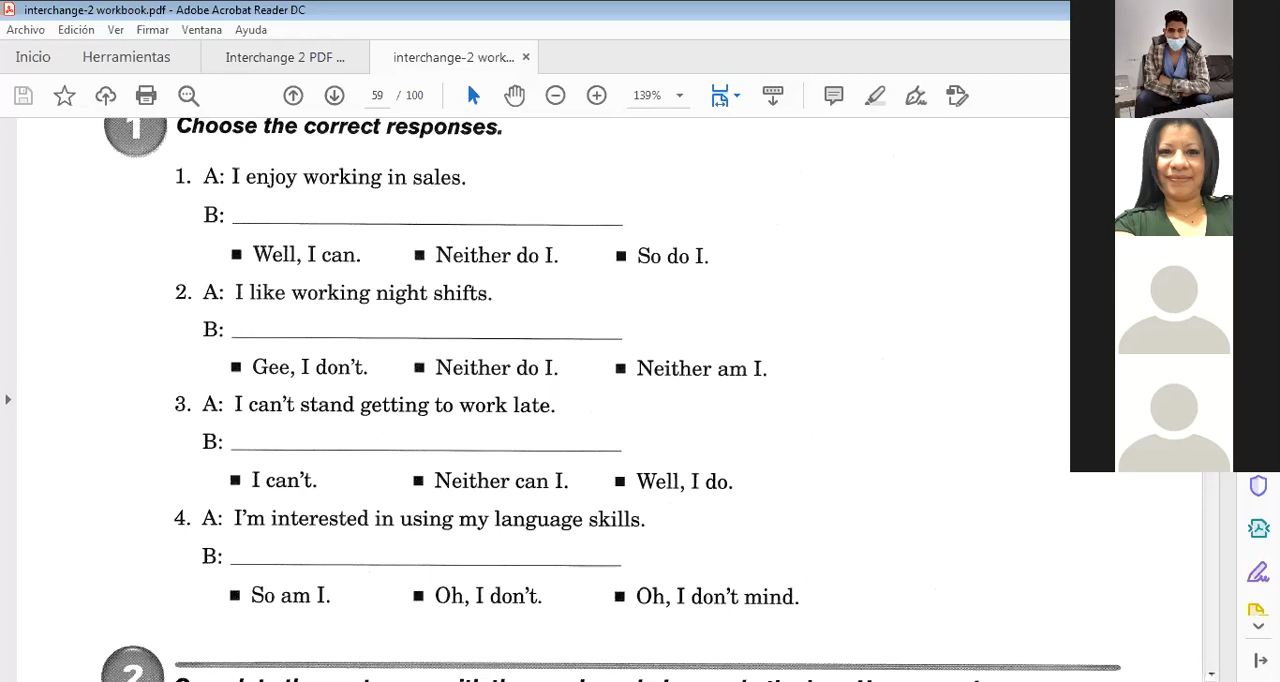 interchange-2 workbook.pdf - Adobe Acrobat Reader DC
Archivo Edición Ver Firmar Ventana Ayuda
Inicio Herramientas Interchange 2 PDF ... interchange-2 work... ×
59 / 100 139%
1 Choose the correct responses.
1. A: I enjoy working in sales.
B: ____________________
■ Well, I can. ■ Neither do I. ■ So do I.
2. A: I like working night shifts.
B: ____________________
■ Gee, I don't. ■ Neither do I. ■ Neither am I.
3. A: I can't stand getting to work late.
B: ____________________
■ I can't. ■ Neither can I. ■ Well, I do.
4. A: I'm interested in using my language skills.
B: ____________________
■ So am I. ■ Oh, I don't. ■ Oh, I don't mind.
2